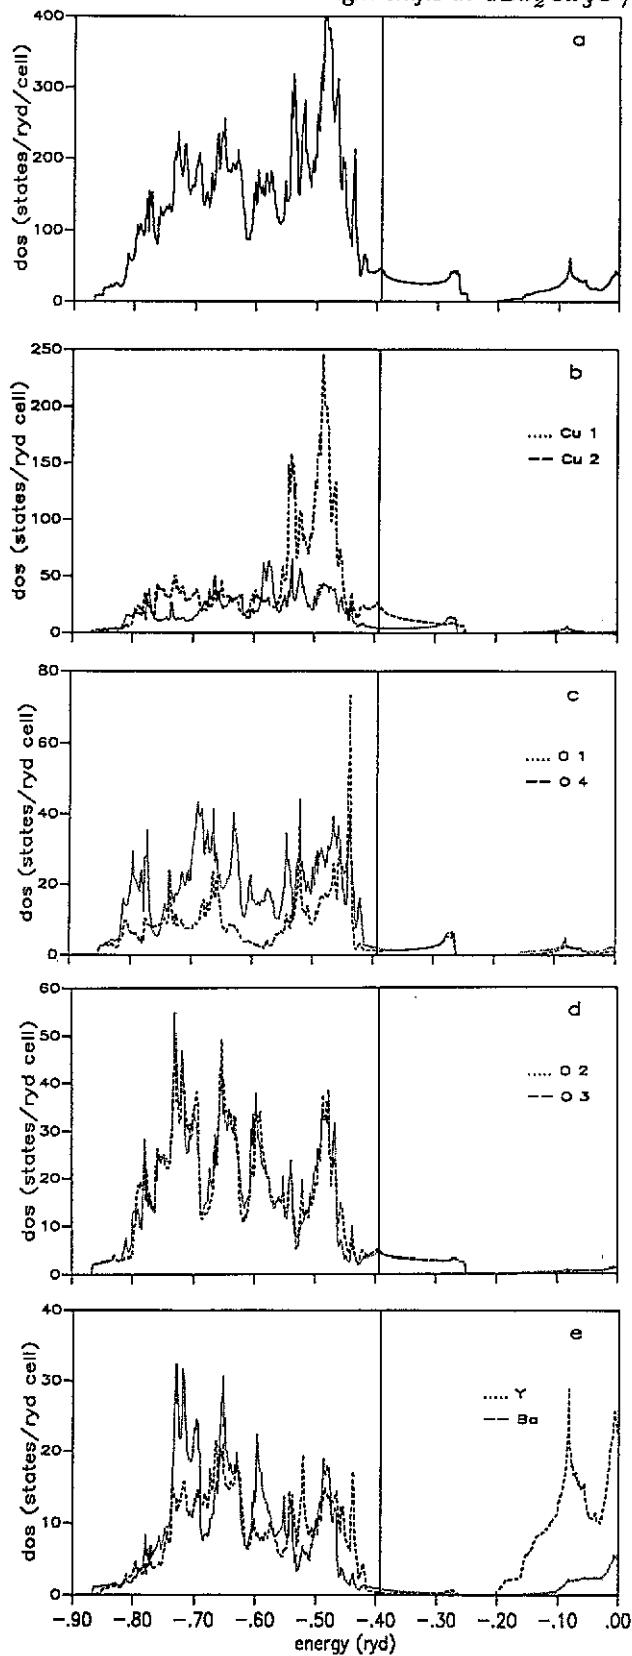 a
dos (states/ryd/cell)
400
300
200
100
0
b
dos (states/ryd cell)
250
200
150
100
50
0
Cu 1
Cu 2
c
dos (states/ryd cell)
80
60
40
20
0
O 1
O 4
d
dos (states/ryd cell)
60
50
40
30
20
10
0
O 2
O 3
e
dos (states/ryd cell)
40
30
20
10
0
Y
Ba
-.90 -.80 -.70 -.60 -.50 -.40 -.30 -.20 -.10 .00
energy (ryd)